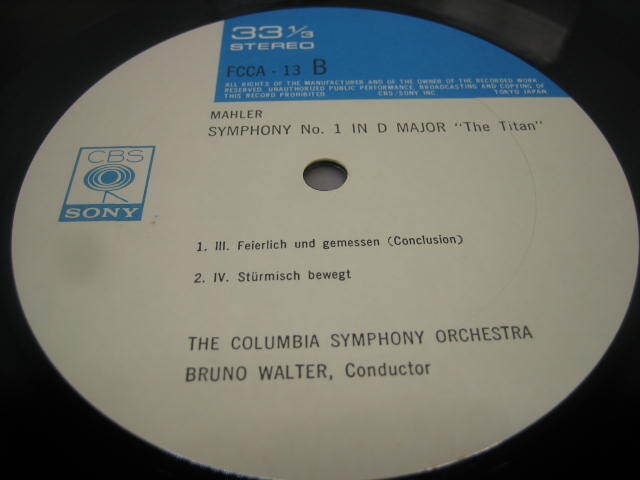 33 1/3
STEREO
FCCA - 13 B
ALL RIGHTS OF THE MANUFACTURER AND OF THE OWNER OF THE RECORDED WORK
RESERVED. UNAUTHORIZED PUBLIC PERFORMANCE, BROADCASTING AND COPYING OF
THIS RECORD PROHIBITED. CBS/SONY INC. TOKYO JAPAN
MAHLER
SYMPHONY No. 1 IN D MAJOR "The Titan"
CBS
SONY
1. III. Feierlich und gemessen (Conclusion)
2. IV. Stürmisch bewegt
THE COLUMBIA SYMPHONY ORCHESTRA
BRUNO WALTER, Conductor